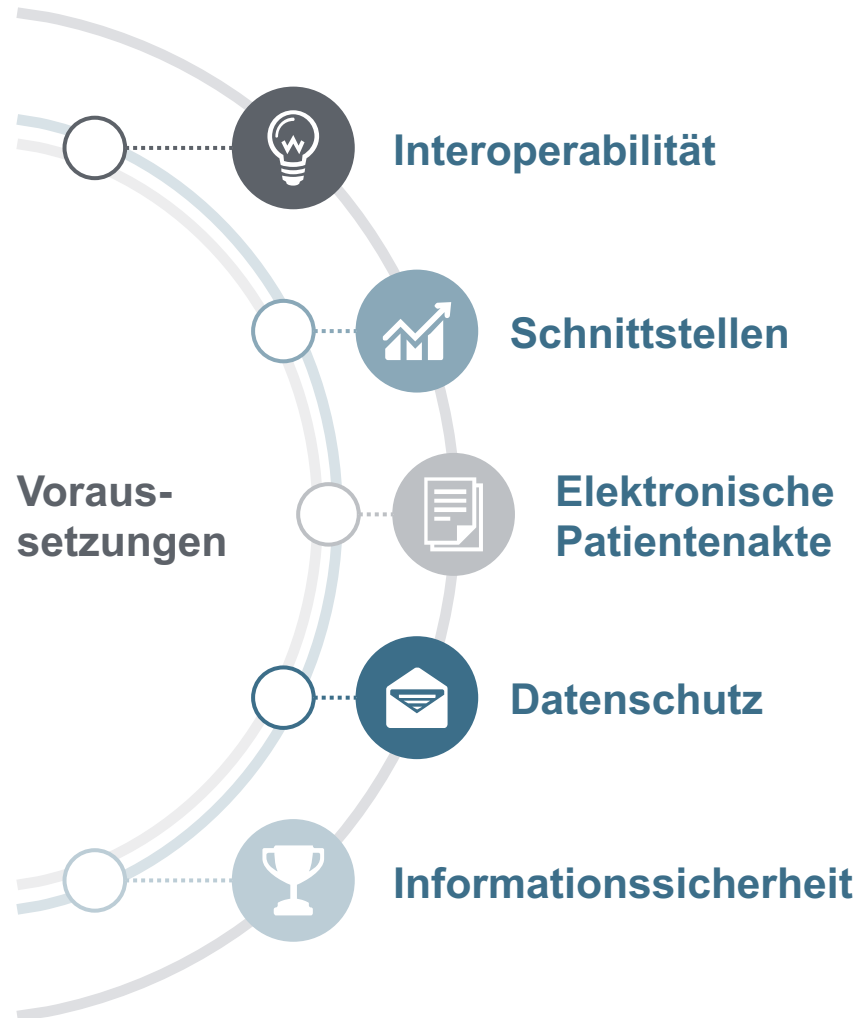 Interoperabilität
Schnittstellen
Voraus-
setzungen
Elektronische
Patientenakte
Datenschutz
Informationssicherheit